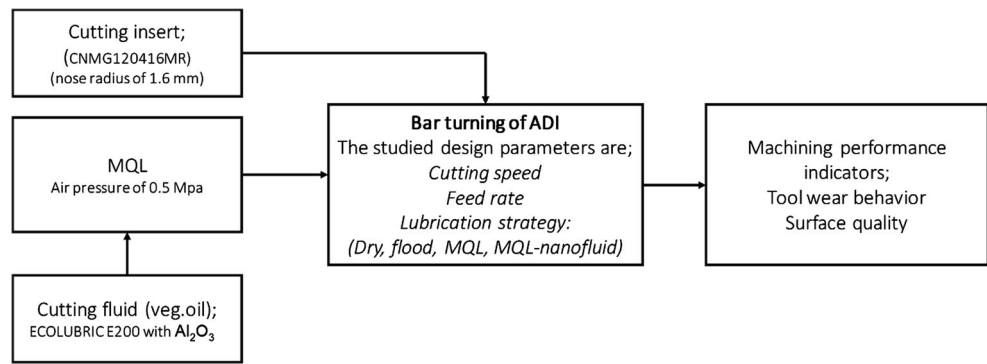 Cutting insert;
(CNMG120416MR)
(nose radius of 1.6 mm)
MQL
Air pressure of 0.5 Mpa
Cutting fluid (veg.oil);
ECOLUBRIC E200 with Al₂O₃
Bar turning of ADI
The studied design parameters are;
Cutting speed
Feed rate
Lubrication strategy:
(Dry, flood, MQL, MQL-nanofluid)
Machining performance
indicators;
Tool wear behavior
Surface quality